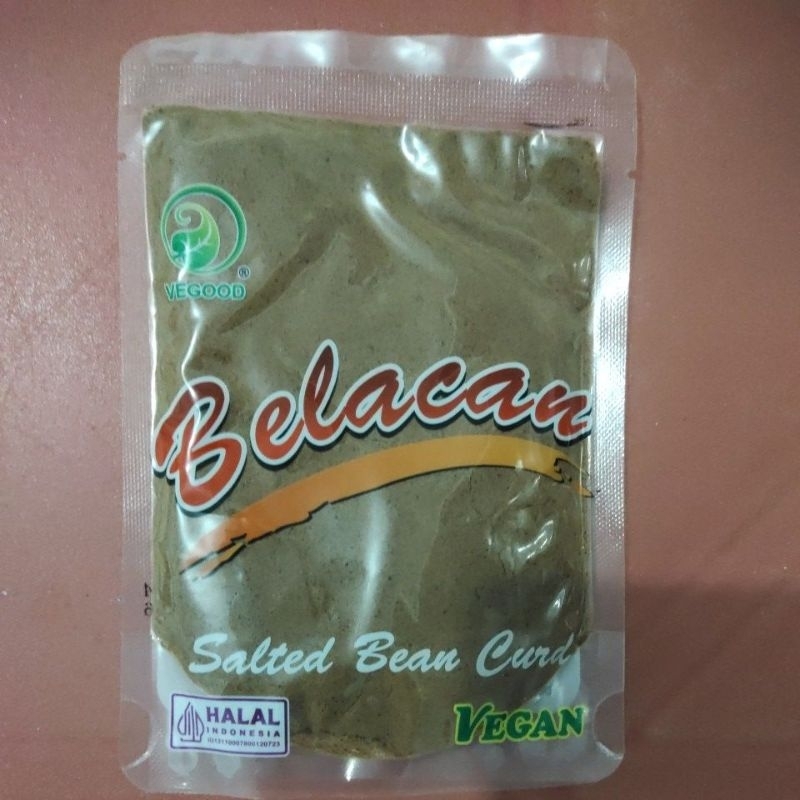 VEGOOD ®
Belacan
Salted Bean Curd
HALAL
INDONESIA
VEGAN